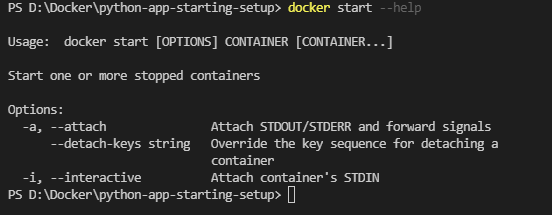 PS D:\Docker\python-app-starting-setup> docker start --help
Usage:  docker start [OPTIONS] CONTAINER [CONTAINER...]
Start one or more stopped containers
Options:
  -a, --attach               Attach STDOUT/STDERR and forward signals
      --detach-keys string   Override the key sequence for detaching a
                             container
  -i, --interactive          Attach container's STDIN
PS D:\Docker\python-app-starting-setup>